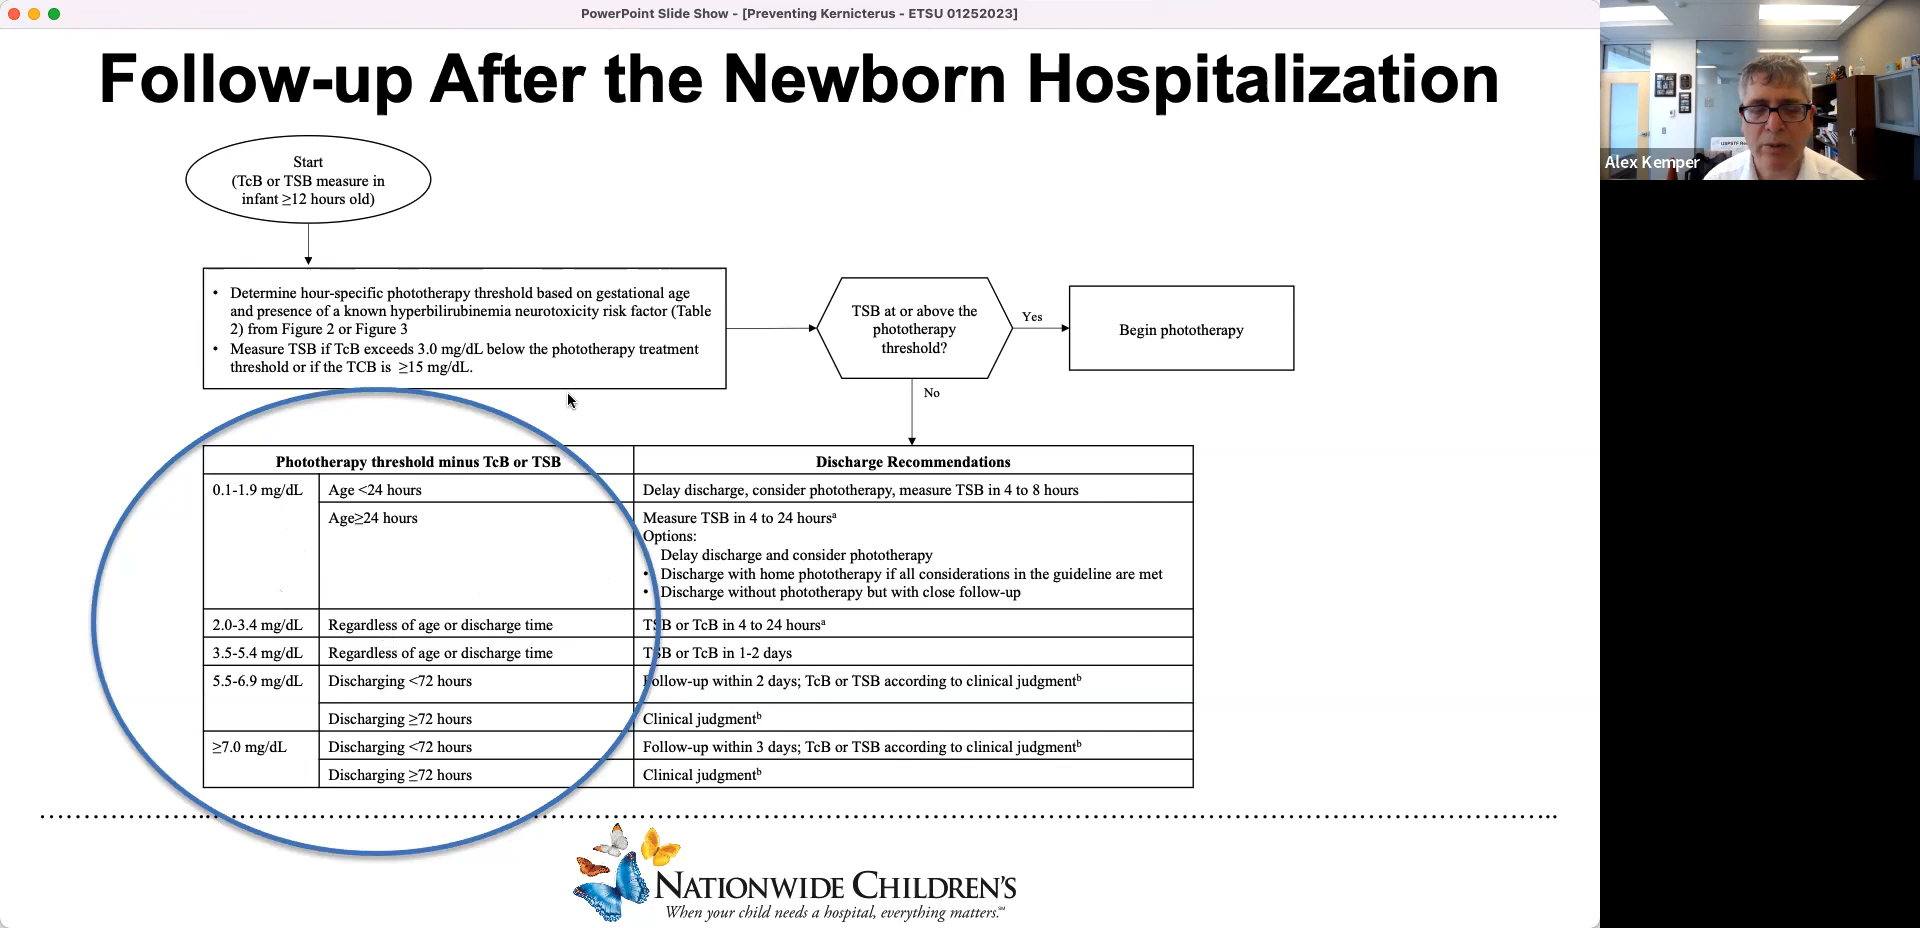 PowerPoint Slide Show - [Preventing Kernicterus - ETSU 01252023]
Follow-up After the Newborn Hospitalization
Start
(TcB or TSB measure in
infant ≥12 hours old)
• Determine hour-specific phototherapy threshold based on gestational age
and presence of a known hyperbilirubinemia neurotoxicity risk factor (Table
2) from Figure 2 or Figure 3
• Measure TSB if TcB exceeds 3.0 mg/dL below the phototherapy treatment
threshold or if the TCB is ≥15 mg/dL.
TSB at or above the
phototherapy
threshold?
Yes
Begin phototherapy
No
Phototherapy threshold minus TcB or TSB
Discharge Recommendations
0.1-1.9 mg/dL
Age <24 hours
Delay discharge, consider phototherapy, measure TSB in 4 to 8 hours
Age≥24 hours
Measure TSB in 4 to 24 hoursᵃ
Options:
Delay discharge and consider phototherapy
• Discharge with home phototherapy if all considerations in the guideline are met
• Discharge without phototherapy but with close follow-up
2.0-3.4 mg/dL
Regardless of age or discharge time
TSB or TcB in 4 to 24 hoursᵃ
3.5-5.4 mg/dL
Regardless of age or discharge time
TSB or TcB in 1-2 days
5.5-6.9 mg/dL
Discharging <72 hours
Follow-up within 2 days; TcB or TSB according to clinical judgmentᵇ
Discharging ≥72 hours
Clinical judgmentᵇ
≥7.0 mg/dL
Discharging <72 hours
Follow-up within 3 days; TcB or TSB according to clinical judgmentᵇ
Discharging ≥72 hours
Clinical judgmentᵇ
NATIONWIDE CHILDREN'S
When your child needs a hospital, everything matters.℠
Alex Kemper